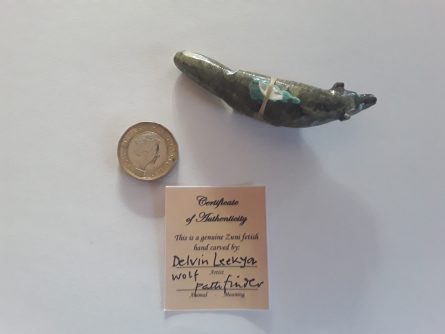 Certificate
of Authenticity
This is a genuine Zuni fetish
hand carved by:
Delvin Leekya
Artist
wolf
pathfinder
Animal Meaning